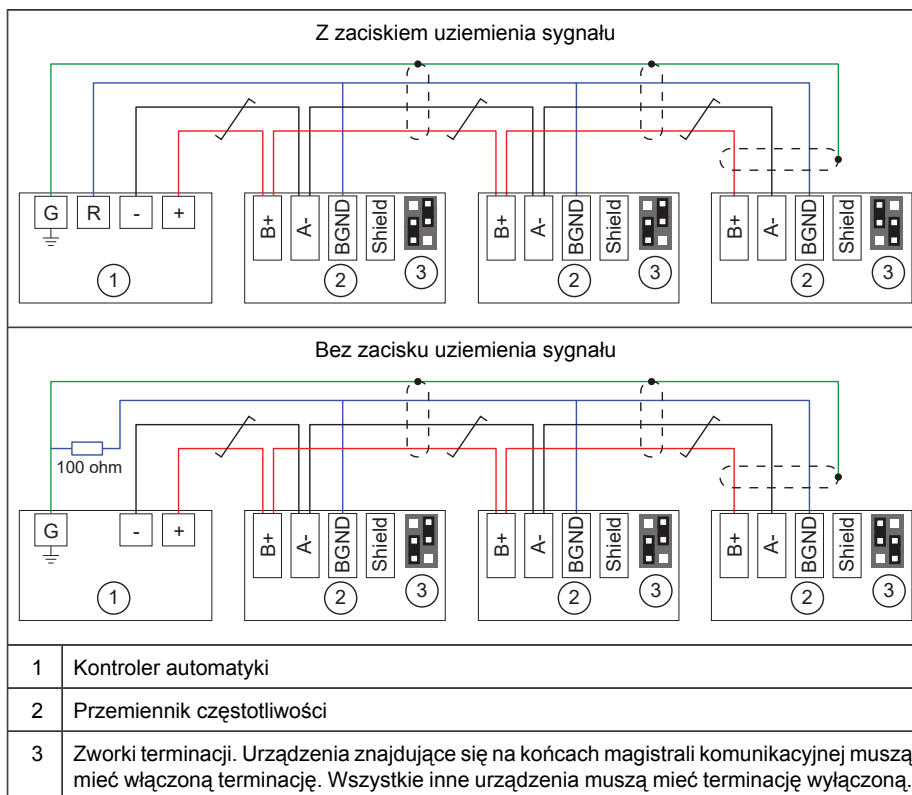 Z zaciskiem uziemienia sygnału
G R - +
B+ A- BGND Shield
B+ A- BGND Shield
B+ A- BGND Shield
1 2 3 2 3 2 3
Bez zacisku uziemienia sygnału
100 ohm
G - +
B+ A- BGND Shield
B+ A- BGND Shield
B+ A- BGND Shield
1 2 3 2 3 2 3
1 Kontroler automatyki
2 Przemiennik częstotliwości
3 Zworki terminacji. Urządzenia znajdujące się na końcach magistrali komunikacyjnej muszą
mieć włączoną terminację. Wszystkie inne urządzenia muszą mieć terminację wyłączoną.